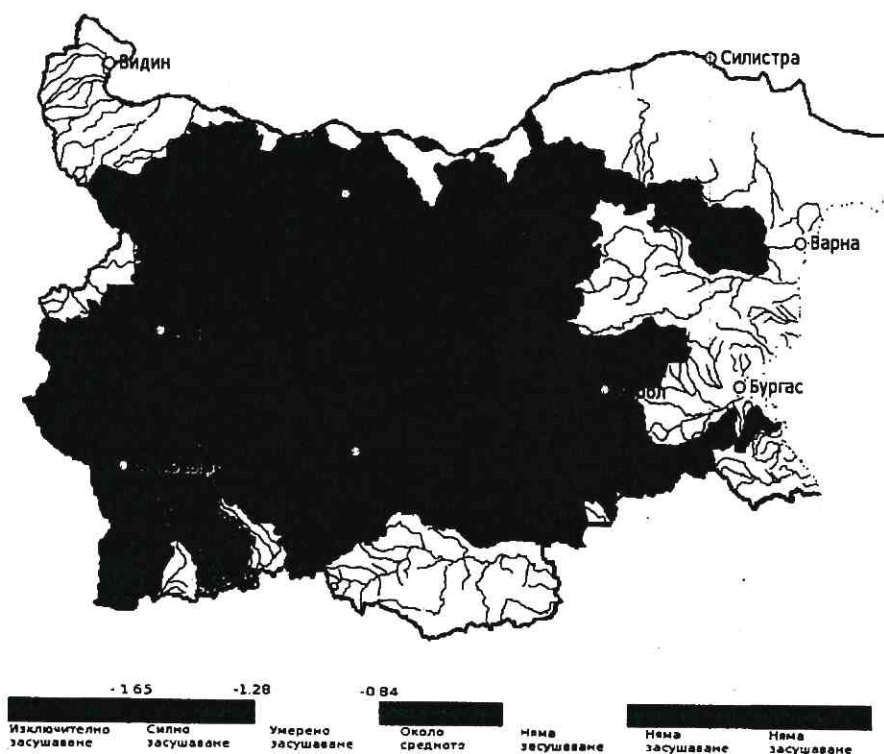 Видин
Силистра
Варна
Бургас
-1.65 -1.28 -0.84
Изключително засушаване
Силно засушаване
Умерено засушаване
Около средното
Няма засушаване
Няма засушаване
Няма засушаване